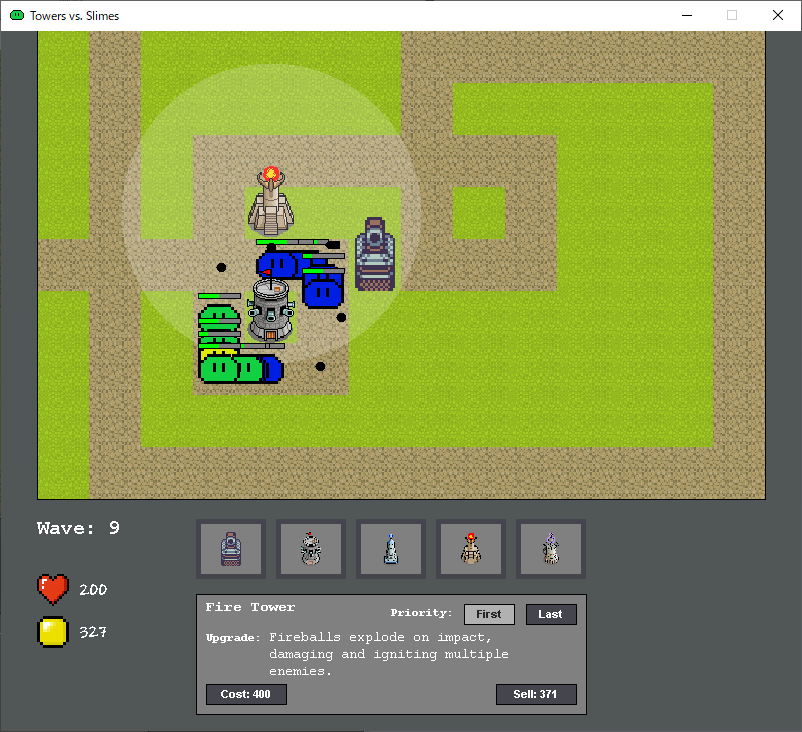 Towers vs. Slimes
Wave: 9
200
327
Fire Tower
Priority: First Last
Upgrade: Fireballs explode on impact,
damaging and igniting multiple
enemies.
Cost: 400
Sell: 371